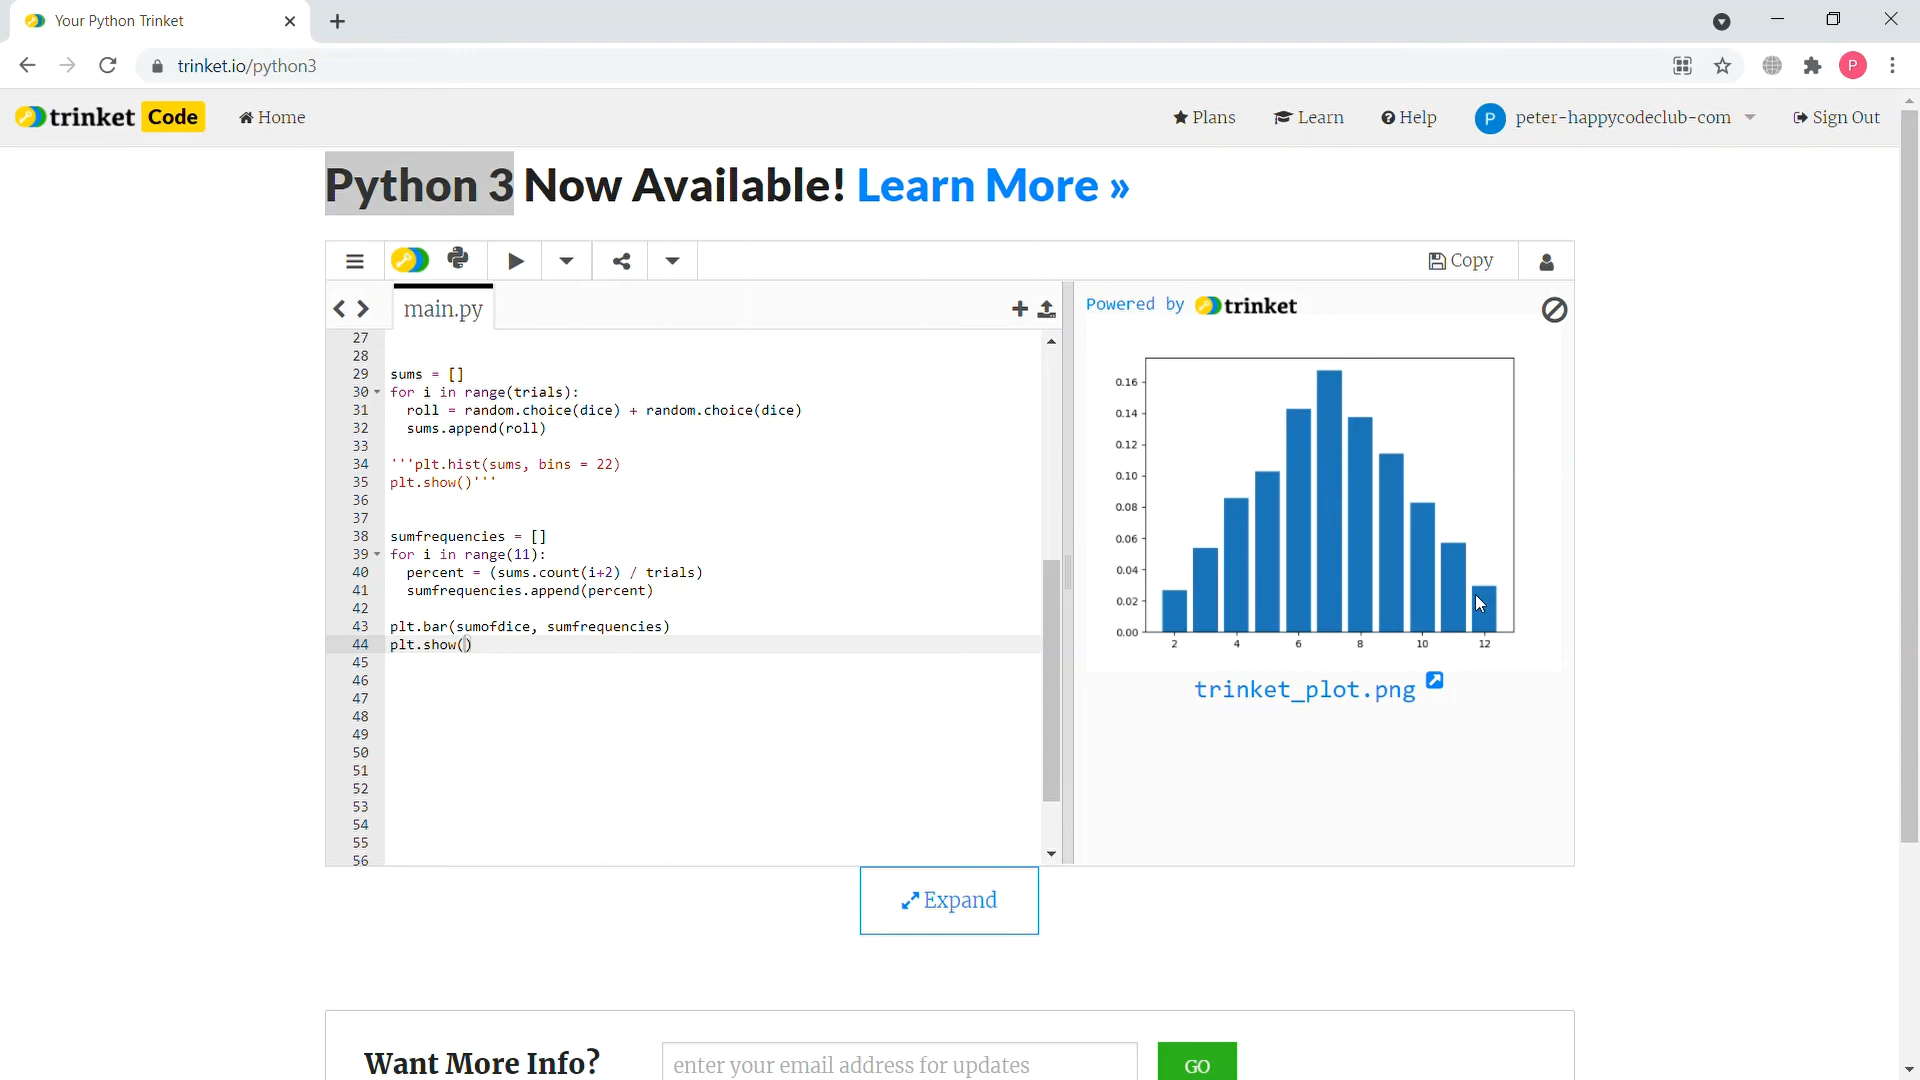 Your Python Trinket
trinket.io/python3
P
trinket Code Home Plans Learn Help P peter-happycodeclub-com Sign Out
Python 3 Now Available! Learn More »
Copy
main.py
Powered by trinket
27
28
29 sums = []
30 for i in range(trials):
31 roll = random.choice(dice) + random.choice(dice)
32 sums.append(roll)
33
34 '''plt.hist(sums, bins = 22)
35 plt.show()'''
36
37
38 sumfrequencies = []
39 for i in range(11):
40 percent = (sums.count(i+2) / trials)
41 sumfrequencies.append(percent)
42
43 plt.bar(sumofdice, sumfrequencies)
44 plt.show()
45
46
47
48
49
50
51
52
53
54
55
56
0.16
0.14
0.12
0.10
0.08
0.06
0.04
0.02
0.00
2 4 6 8 10 12
trinket_plot.png
Expand
Want More Info? enter your email address for updates GO